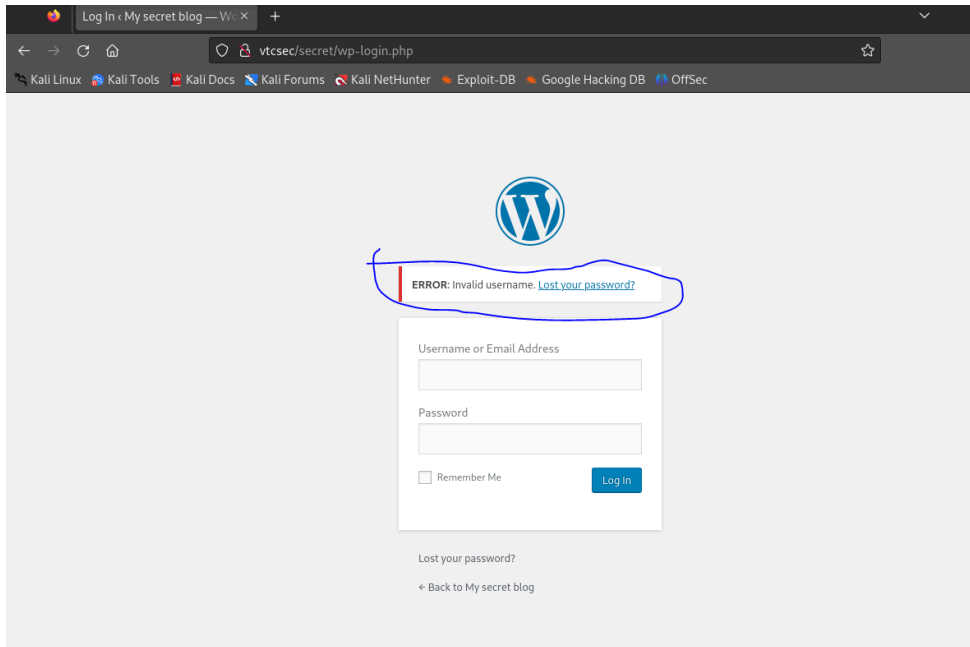 Log In ‹ My secret blog — Wo
vtcsec/secret/wp-login.php
Kali Linux Kali Tools Kali Docs Kali Forums Kali NetHunter Exploit-DB Google Hacking DB OffSec
ERROR: Invalid username. Lost your password?
Username or Email Address
Password
Remember Me
Log In
Lost your password?
← Back to My secret blog